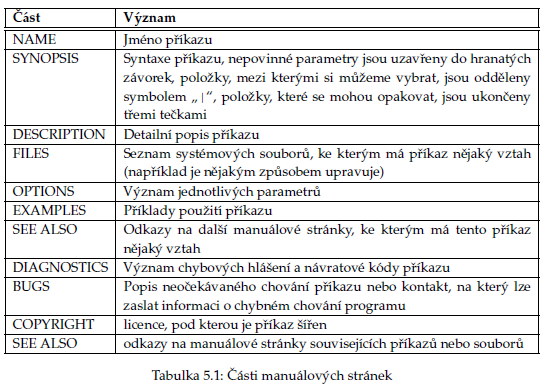 Část Význam
NAME Jméno příkazu
SYNOPSIS Syntaxe příkazu, nepovinné parametry jsou uzavřeny do hranatých
závorek, položky, mezi kterými si můžeme vybrat, jsou odděleny
symbolem „|“, položky, které se mohou opakovat, jsou ukončeny
třemi tečkami
DESCRIPTION Detailní popis příkazu
FILES Seznam systémových souborů, ke kterým má příkaz nějaký vztah
(například je nějakým způsobem upravuje)
OPTIONS Význam jednotlivých parametrů
EXAMPLES Příklady použití příkazu
SEE ALSO Odkazy na další manuálové stránky, ke kterým má tento příkaz
nějaký vztah
DIAGNOSTICS Význam chybových hlášení a návratové kódy příkazu
BUGS Popis neočekávaného chování příkazu nebo kontakt, na který lze
zaslat informaci o chybném chování programu
COPYRIGHT licence, pod kterou je příkaz šířen
SEE ALSO odkazy na manuálové stránky souvisejících příkazů nebo souborů
Tabulka 5.1: Části manuálových stránek